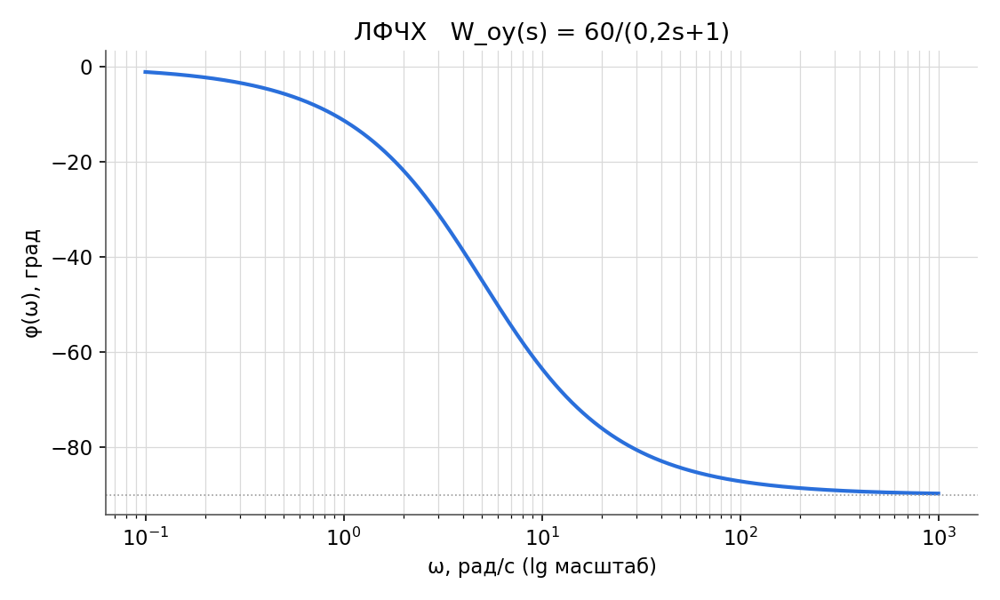 ЛФЧХ   W_oy(s) = 60/(0,2s+1)
φ(ω), град
0
−20
−40
−60
−80
10⁻¹ 10⁰ 10¹ 10² 10³
ω, рад/с (lg масштаб)